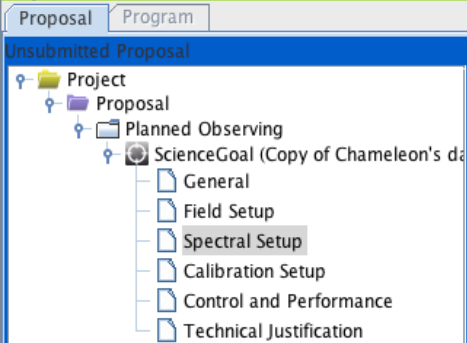 Proposal Program
Unsubmitted Proposal
Project
Proposal
Planned Observing
ScienceGoal (Copy of Chameleon's da
General
Field Setup
Spectral Setup
Calibration Setup
Control and Performance
Technical Justification